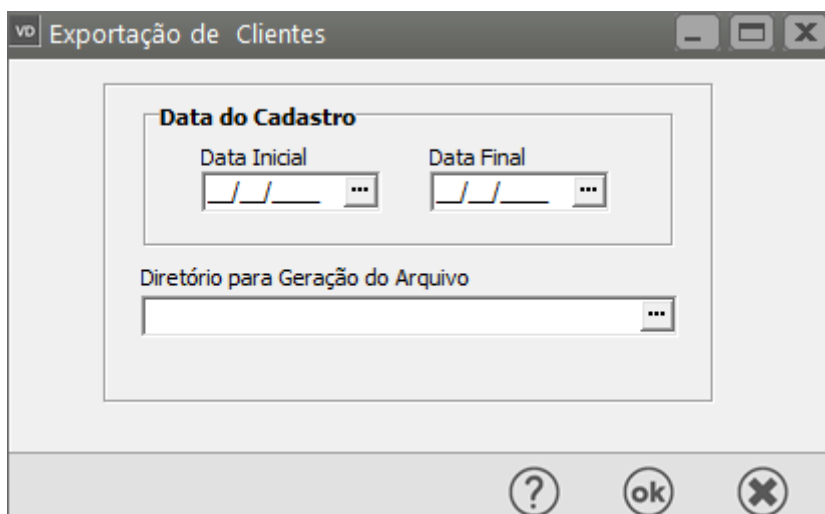 VD Exportação de Clientes
Data do Cadastro
Data Inicial Data Final
__/__/____ ... __/__/____ ...
Diretório para Geração do Arquivo
...
? ok